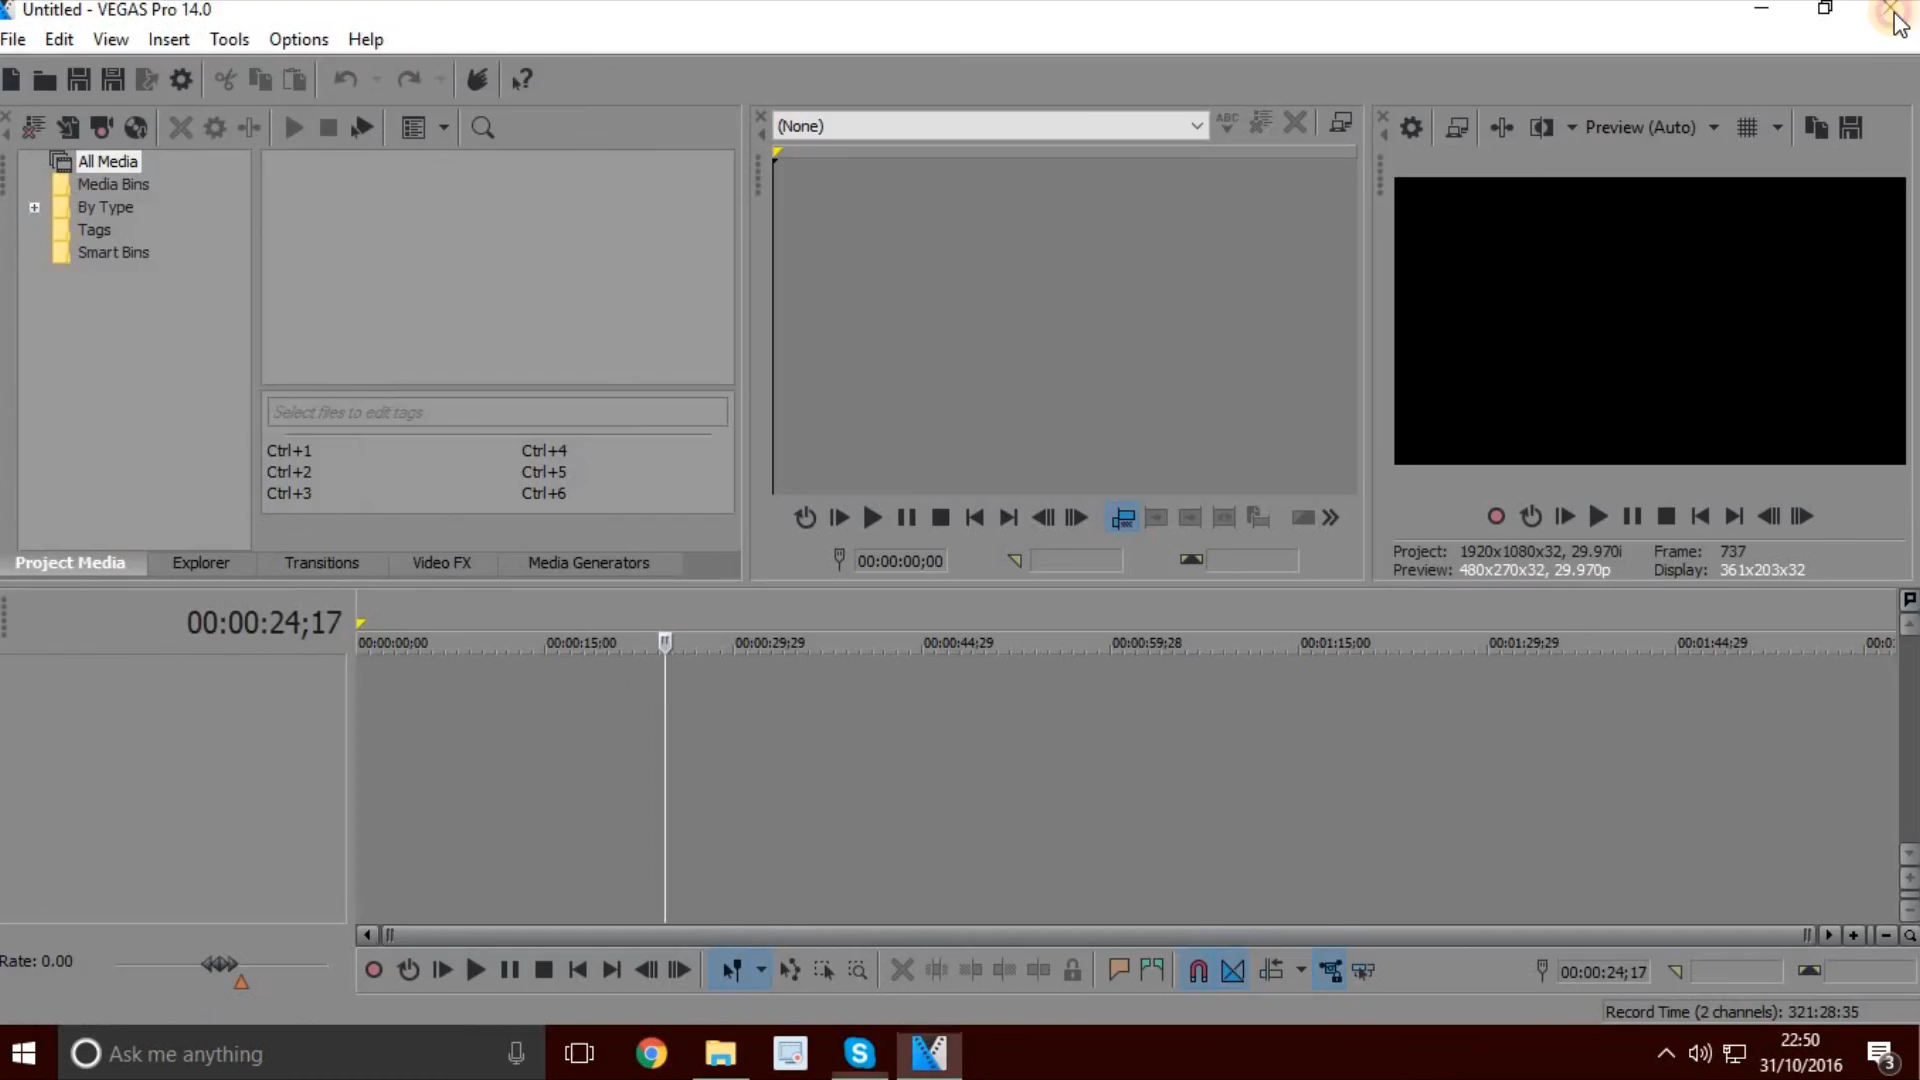 Untitled - VEGAS Pro 14.0
File Edit View Insert Tools Options Help
(None)
ABC
Preview (Auto)
All Media
Media Bins
By Type
Tags
Smart Bins
Select files to edit tags
Ctrl+1 Ctrl+4
Ctrl+2 Ctrl+5
Ctrl+3 Ctrl+6
00:00:00;00
Project: 1920x1080x32, 29.970i Frame: 737
Preview: 480x270x32, 29.970p Display: 361x203x32
Project Media Explorer Transitions Video FX Media Generators
00:00:24;17
00:00:00;00 00:00:15;00 00:00:29;29 00:00:44;29 00:00:59;28 00:01:15;00 00:01:29;29 00:01:44;29 00:0
Rate: 0.00
00:00:24;17
Record Time (2 channels): 321:28:35
Ask me anything
22:50
31/10/2016
3